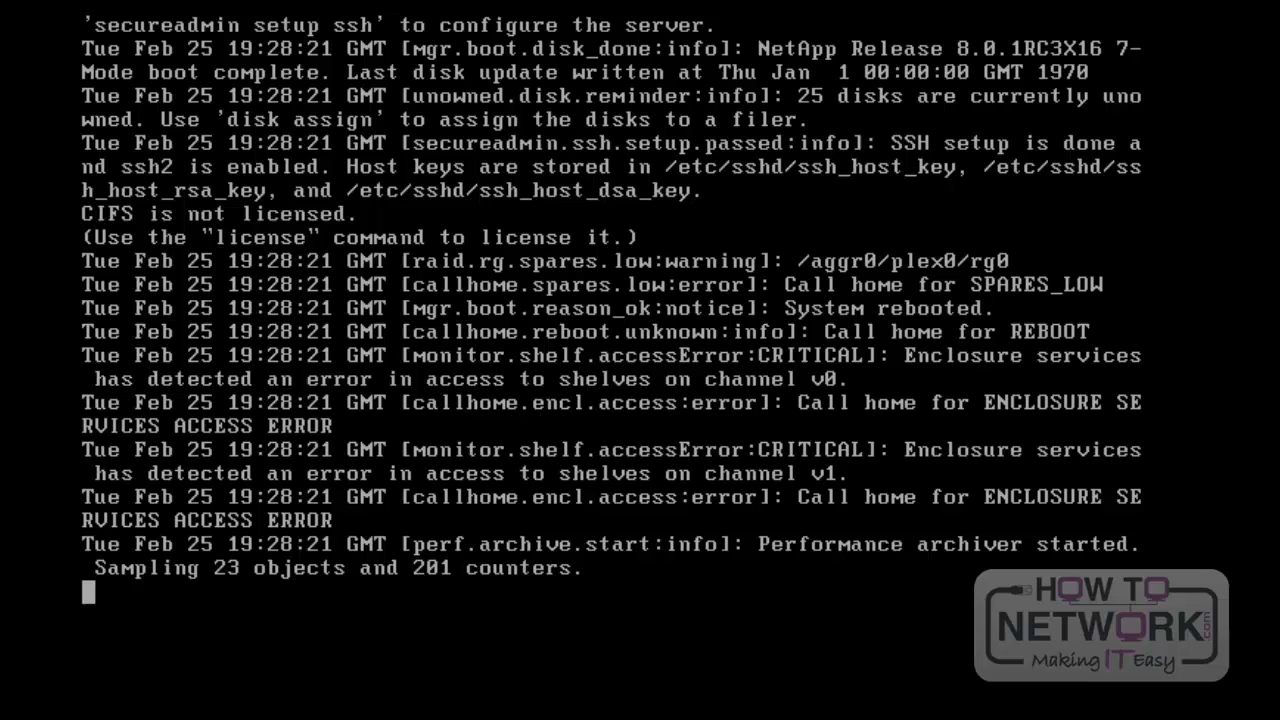 'secureadmin setup ssh' to configure the server.
Tue Feb 25 19:28:21 GMT [mgr.boot.disk_done:info]: NetApp Release 8.0.1RC3X16 7-
Mode boot complete. Last disk update written at Thu Jan  1 00:00:00 GMT 1970
Tue Feb 25 19:28:21 GMT [unowned.disk.reminder:info]: 25 disks are currently uno
wned. Use 'disk assign' to assign the disks to a filer.
Tue Feb 25 19:28:21 GMT [secureadmin.ssh.setup.passed:info]: SSH setup is done a
nd ssh2 is enabled. Host keys are stored in /etc/sshd/ssh_host_key, /etc/sshd/ss
h_host_rsa_key, and /etc/sshd/ssh_host_dsa_key.
CIFS is not licensed.
(Use the "license" command to license it.)
Tue Feb 25 19:28:21 GMT [raid.rg.spares.low:warning]: /aggr0/plex0/rg0
Tue Feb 25 19:28:21 GMT [callhome.spares.low:error]: Call home for SPARES_LOW
Tue Feb 25 19:28:21 GMT [mgr.boot.reason_ok:notice]: System rebooted.
Tue Feb 25 19:28:21 GMT [callhome.reboot.unknown:info]: Call home for REBOOT
Tue Feb 25 19:28:21 GMT [monitor.shelf.accessError:CRITICAL]: Enclosure services
 has detected an error in access to shelves on channel v0.
Tue Feb 25 19:28:21 GMT [callhome.encl.access:error]: Call home for ENCLOSURE SE
RVICES ACCESS ERROR
Tue Feb 25 19:28:21 GMT [monitor.shelf.accessError:CRITICAL]: Enclosure services
 has detected an error in access to shelves on channel v1.
Tue Feb 25 19:28:21 GMT [callhome.encl.access:error]: Call home for ENCLOSURE SE
RVICES ACCESS ERROR
Tue Feb 25 19:28:21 GMT [perf.archive.start:info]: Performance archiver started.
 Sampling 23 objects and 201 counters.
HOW TO
NETWORK.com
Making IT Easy